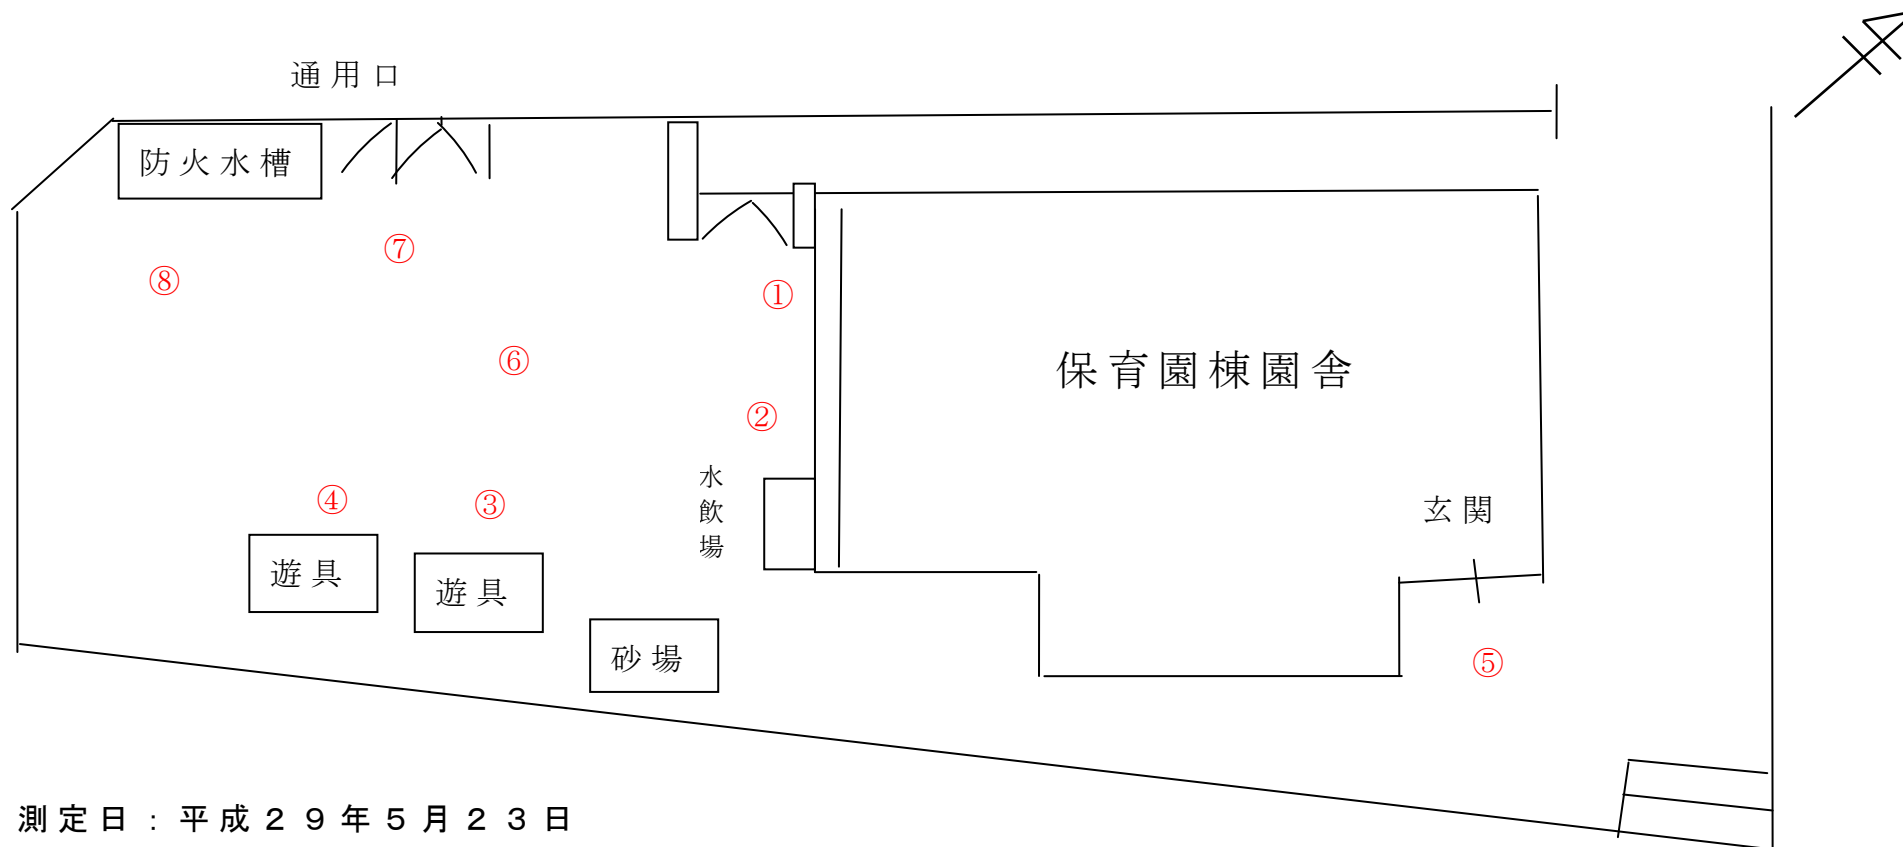 通用口
防火水槽
⑦
⑧
①
⑥
保育園棟園舎
②
水飲場
④
③
玄関
遊具
遊具
砂場
⑤
測定日：平成２９年５月２３日